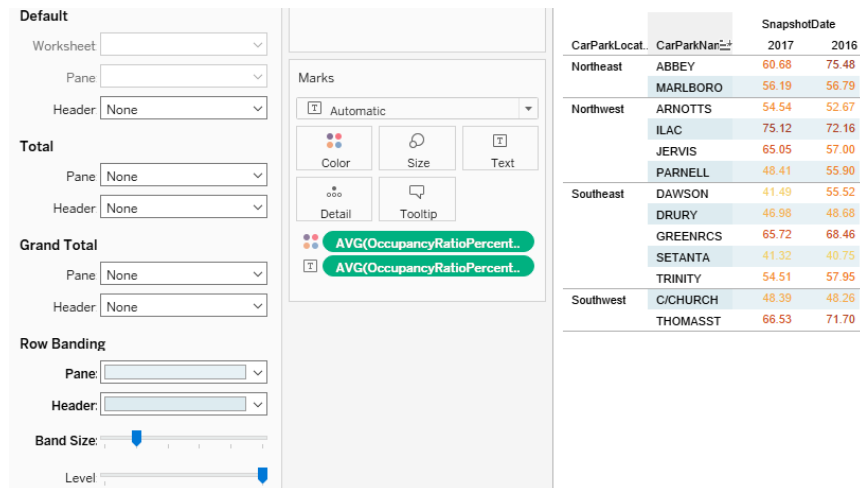 Default
Worksheet
Pane
Header None
Total
Pane None
Header None
Grand Total
Pane None
Header None
Row Banding
Pane:
Header:
Band Size:
Level
Marks
T Automatic
Color Size T Text
Detail Tooltip
AVG(OccupancyRatioPercent..
T AVG(OccupancyRatioPercent..
SnapshotDate
CarParkLocat.. CarParkNam 2017 2016
Northeast ABBEY 60.68 75.48
MARLBORO 56.19 56.79
Northwest ARNOTTS 54.54 52.67
ILAC 75.12 72.16
JERVIS 65.05 57.00
PARNELL 48.41 55.90
Southeast DAWSON 41.49 55.52
DRURY 46.98 48.68
GREENRCS 65.72 68.46
SETANTA 41.32 40.75
TRINITY 54.51 57.95
Southwest C/CHURCH 48.39 48.26
THOMASST 66.53 71.70